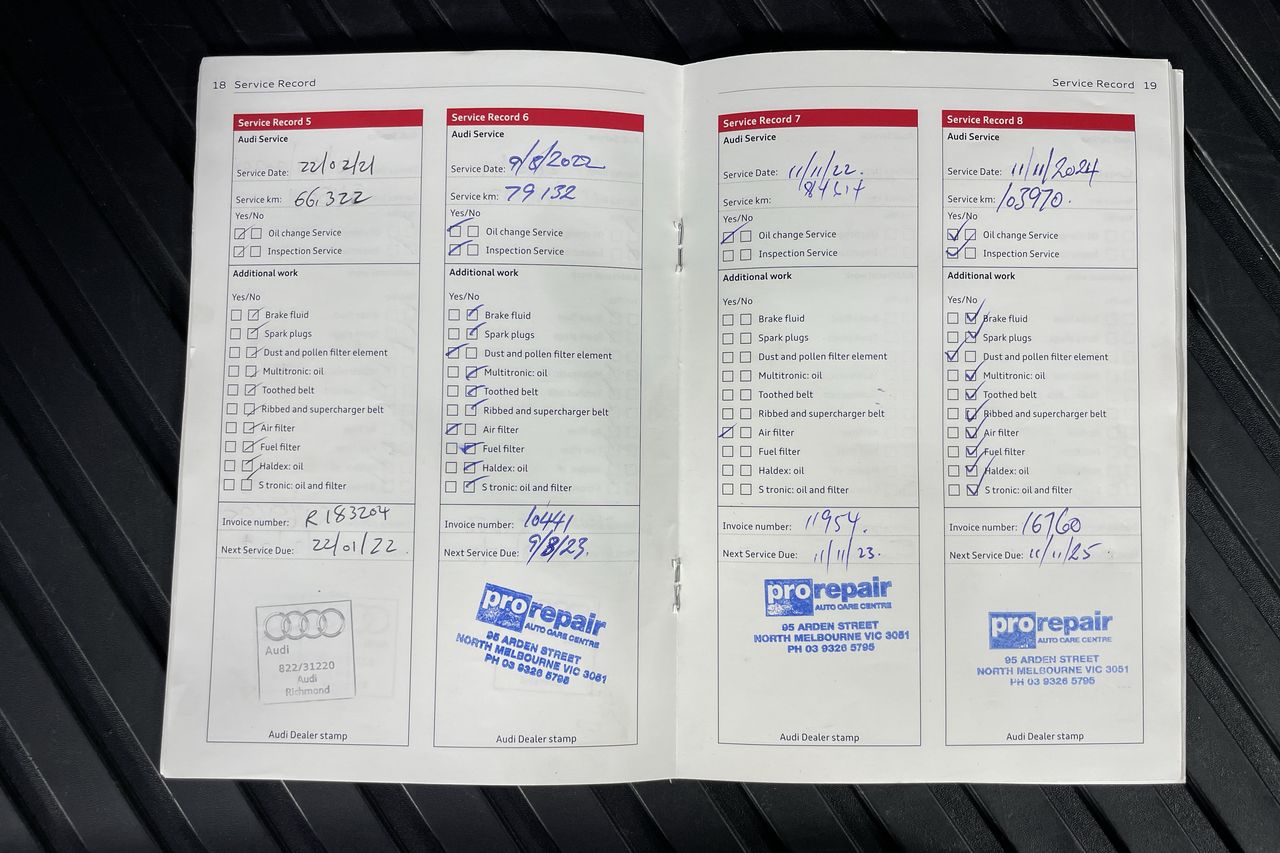 18 Service Record
Service Record 5
Audi Service
Service Date: 22/02/21
Service km: 66,322
Yes/No
Oil change Service
Inspection Service
Additional work
Yes/No
Brake fluid
Spark plugs
Dust and pollen filter element
Multitronic: oil
Toothed belt
Ribbed and supercharger belt
Air filter
Fuel filter
Haldex: oil
S tronic: oil and filter
Invoice number: R183204
Next Service Due: 22/01/22
Audi
822/31220
Audi
Richmond
Audi Dealer stamp
Service Record 6
Audi Service
Service Date: 9/8/2022
Service km: 79132
Yes/No
Oil change Service
Inspection Service
Additional work
Yes/No
Brake fluid
Spark plugs
Dust and pollen filter element
Multitronic: oil
Toothed belt
Ribbed and supercharger belt
Air filter
Fuel filter
Haldex: oil
S tronic: oil and filter
Invoice number: 10441
Next Service Due: 9/8/23.
prorepair
AUTO CARE CENTRE
95 ARDEN STREET
NORTH MELBOURNE VIC 3051
PH 03 9326 5795
Audi Dealer stamp
Service Record 19
Service Record 7
Audi Service
Service Date: 11/11/22.
Service km:
Yes/No
Oil change Service
Inspection Service
Additional work
Yes/No
Brake fluid
Spark plugs
Dust and pollen filter element
Multitronic: oil
Toothed belt
Ribbed and supercharger belt
Air filter
Fuel filter
Haldex: oil
S tronic: oil and filter
Invoice number: 11954.
Next Service Due: 11/11/23.
prorepair
AUTO CARE CENTRE
95 ARDEN STREET
NORTH MELBOURNE VIC 3051
PH 03 9326 5795
Audi Dealer stamp
Service Record 8
Audi Service
Service Date: 11/11/2024
Service km: 103970.
Yes/No
Oil change Service
Inspection Service
Additional work
Yes/No
Brake fluid
Spark plugs
Dust and pollen filter element
Multitronic: oil
Toothed belt
Ribbed and supercharger belt
Air filter
Fuel filter
Haldex: oil
S tronic: oil and filter
Invoice number: 16760
Next Service Due: 11/11/25.
prorepair
AUTO CARE CENTRE
95 ARDEN STREET
NORTH MELBOURNE VIC 3051
PH 03 9326 5795
Audi Dealer stamp